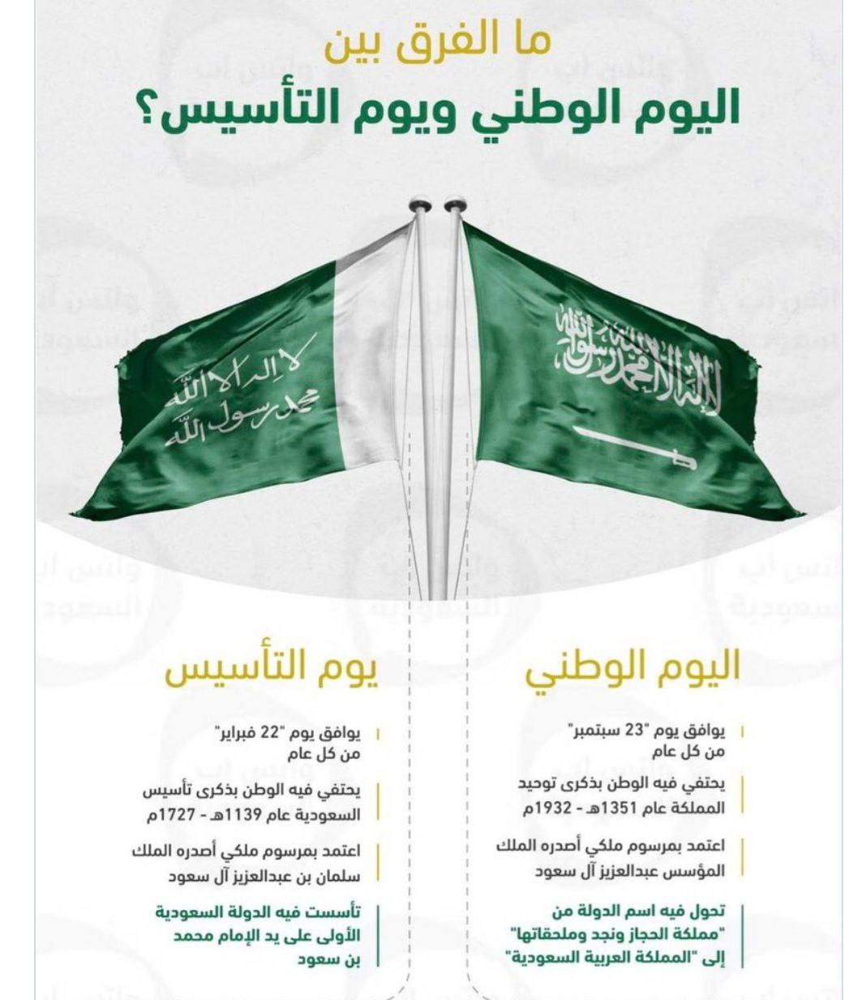 ما الفرق بين
اليوم الوطني ويوم التأسيس؟
لا إله إلا الله محمد رسول الله
لا إله إلا الله
محمد رسول الله
اليوم الوطني
يوافق يوم "23 سبتمبر"
من كل عام
يحتفي فيه الوطن بذكرى توحيد
المملكة عام 1351هـ - 1932م
اعتمد بمرسوم ملكي أصدره الملك
المؤسس عبدالعزيز آل سعود
تحول فيه اسم الدولة من
"مملكة الحجاز ونجد وملحقاتها"
إلى "المملكة العربية السعودية"
يوم التأسيس
يوافق يوم "22 فبراير"
من كل عام
يحتفي فيه الوطن بذكرى تأسيس
السعودية عام 1139هـ - 1727م
اعتمد بمرسوم ملكي أصدره الملك
سلمان بن عبدالعزيز آل سعود
تأسست فيه الدولة السعودية
الأولى على يد الإمام محمد
بن سعود